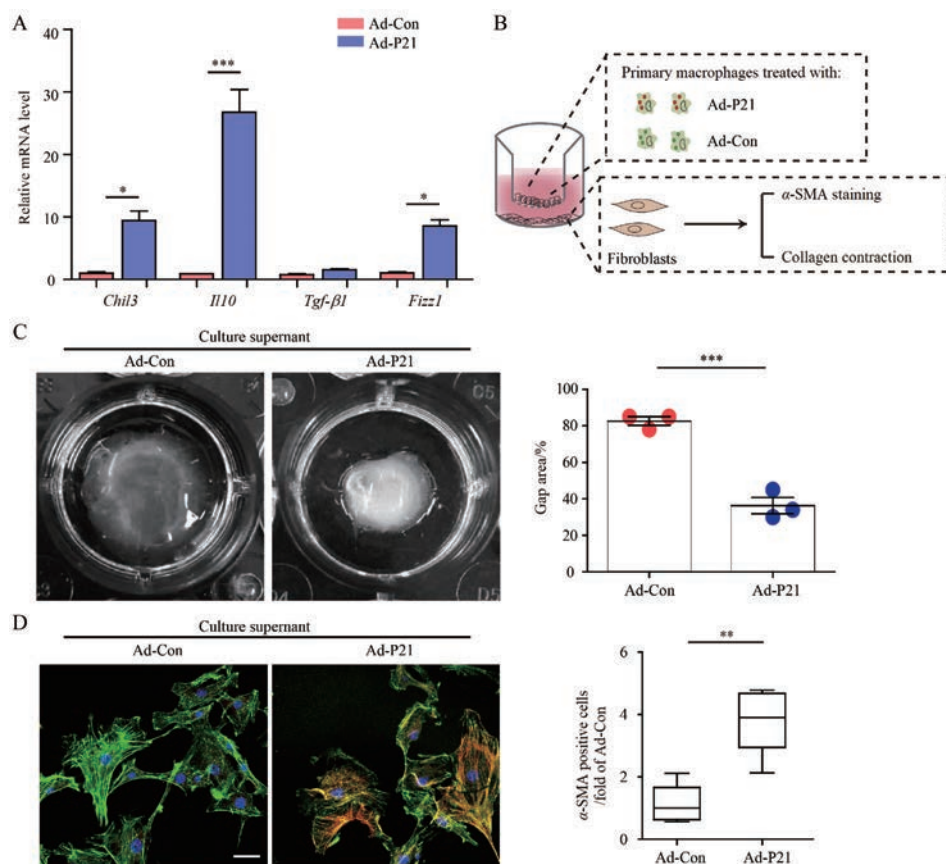 A
Ad-Con
Ad-P21
Relative mRNA level
40
30
20
10
0
*
***
*
Chil3
Il10
Tgf-β1
Fizz1
B
Primary macrophages treated with:
Ad-P21
Ad-Con
Fibroblasts
α-SMA staining
Collagen contraction
C
Culture supernant
Ad-Con
Ad-P21
C5
D5
***
Gap area/%
100
80
60
40
20
0
Ad-Con
Ad-P21
D
Culture supernant
Ad-Con
Ad-P21
**
α-SMA positive cells
/fold of Ad-Con
6
4
2
0
Ad-Con
Ad-P21